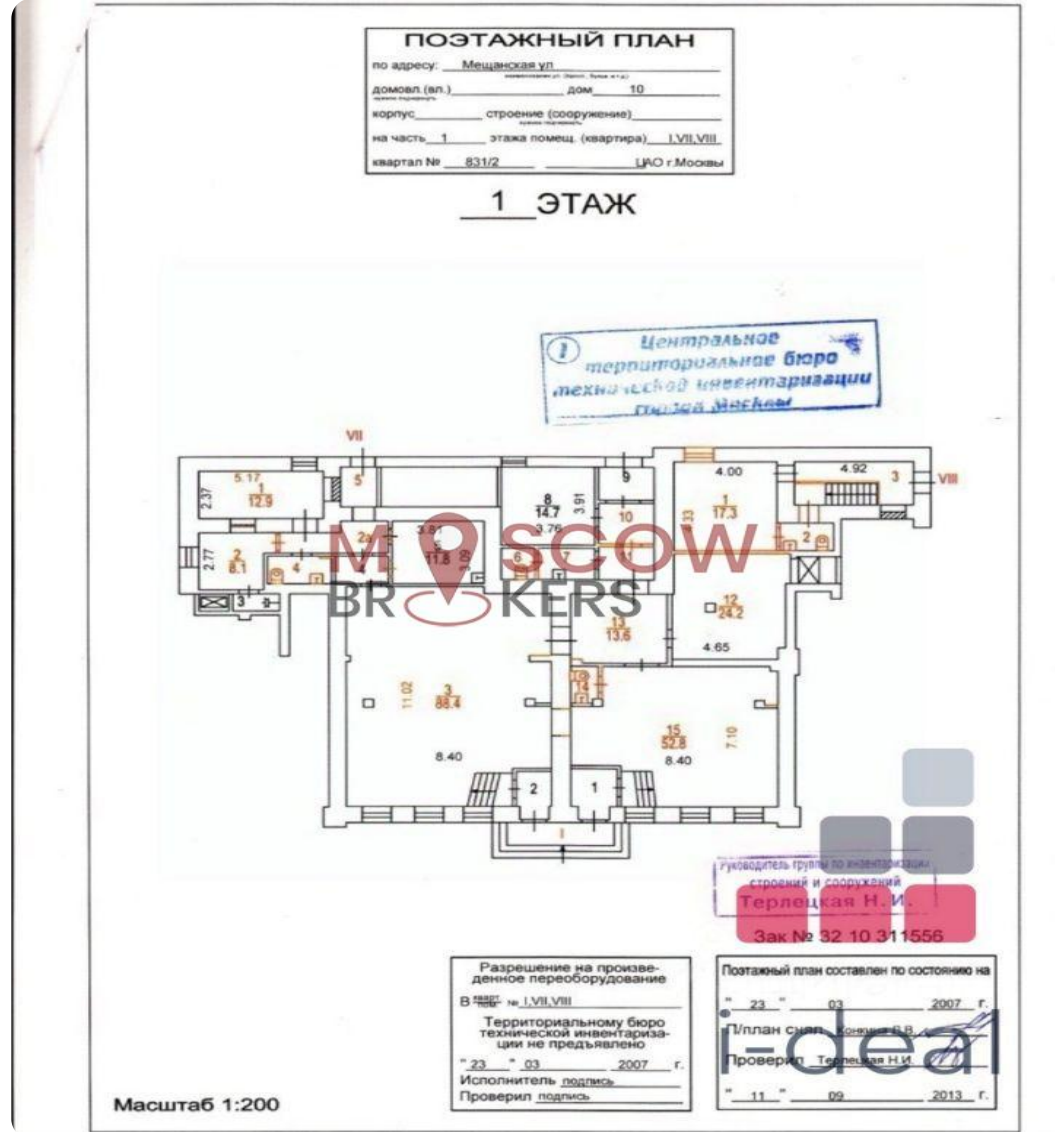 ПОЭТАЖНЫЙ ПЛАН
по адресу: Мещанская ул
домовл.(вл.) дом 10
корпус строение (сооружение)
на часть 1 этажа помещ. (квартира) I,VII,VIII
квартал № 831/2 ЦАО г.Москвы
1 ЭТАЖ
1
Центральное
территориальное бюро
технической инвентаризации
города Москвы
VII
5.17
1
12.9
2.37
5
8
14.7
3.91
3.76
9
10
11
4.00
1
17.3
4.92
3
VIII
2
2.77
2
8.1
4
3
2а
3.81
11.8
3.09
4
6
7
MOSCOW
BROKERS
13
13.6
12
24.2
4.65
11.02
3
88.4
8.40
14
15
52.8
8.40
7.10
2
1
I
Руководитель группы по инвентаризации
строений и сооружений
Терлецкая Н. И.
Зак № 32 10 311556
Разрешение на произве-
денное переоборудование
В кварт. пом. № I,VII,VIII
Территориальному бюро
технической инвентариза-
ции не предъявлено
" 23 " 03 2007 г.
Исполнитель подпись
Проверил подпись
Поэтажный план составлен по состоянию на
" 23 " 03 2007 г.
П/план снял Конкина В.В.
Проверил Терлецкая Н.И.
" 11 " 09 2013 г.
i-deal
Масштаб 1:200